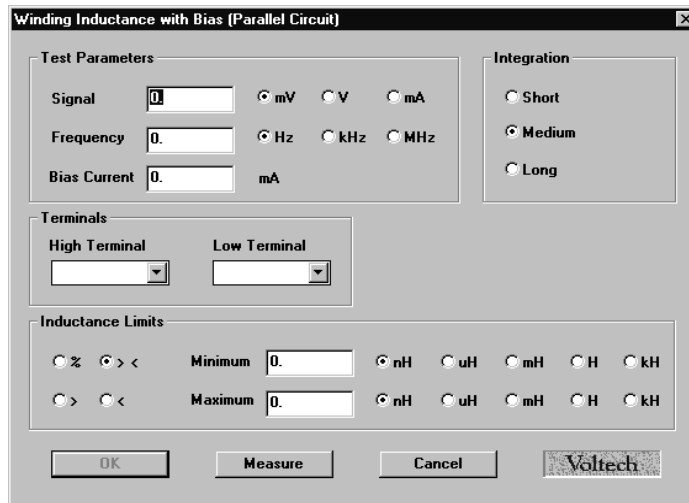 Winding Inductance with Bias (Parallel Circuit)
Test Parameters
Signal 0. mV V mA
Frequency 0. Hz kHz MHz
Bias Current 0. mA
Integration
Short
Medium
Long
Terminals
High Terminal Low Terminal
Inductance Limits
% > < Minimum 0. nH uH mH H kH
> < Maximum 0. nH uH mH H kH
OK Measure Cancel Voltech